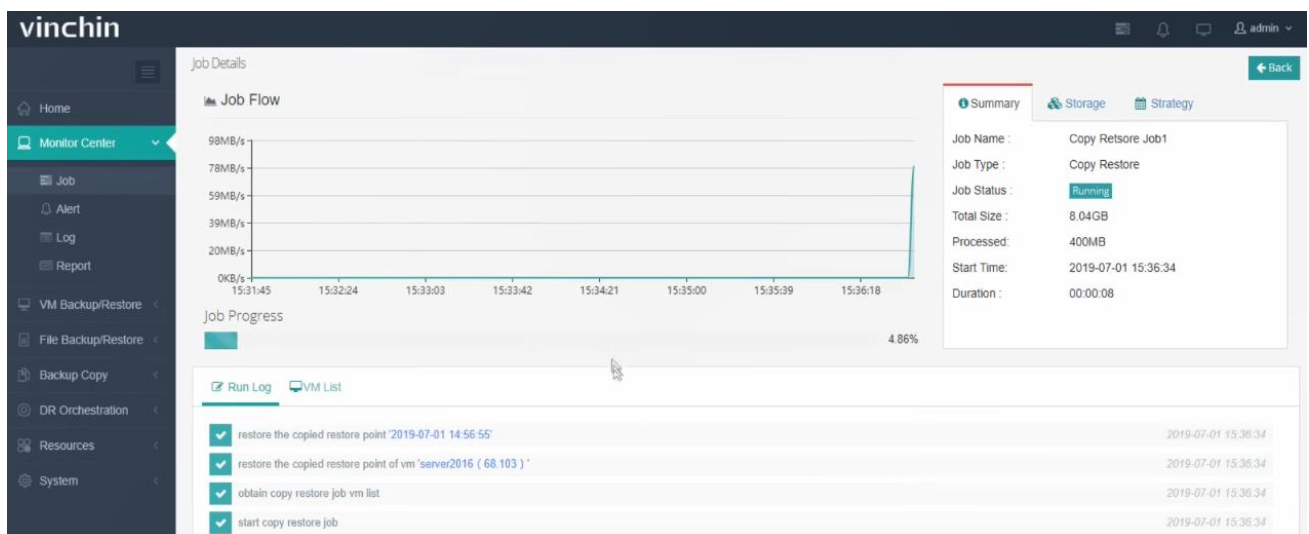 vinchin
admin
Job Details
Back
Home
Monitor Center
Job
Alert
Log
Report
VM Backup/Restore
File Backup/Restore
Backup Copy
DR Orchestration
Resources
System
Job Flow
98MB/s
78MB/s
59MB/s
39MB/s
20MB/s
0KB/s
15:31:45 15:32:24 15:33:03 15:33:42 15:34:21 15:35:00 15:35:39 15:36:18
Job Progress
4.86%
Summary Storage Strategy
Job Name : Copy Retsore Job1
Job Type : Copy Restore
Job Status : Running
Total Size : 8.04GB
Processed: 400MB
Start Time: 2019-07-01 15:36:34
Duration : 00:00:08
Run Log VM List
restore the copied restore point '2019-07-01 14:56:55' 2019-07-01 15:36:34
restore the copied restore point of vm 'server2016 ( 68.103 ) ' 2019-07-01 15:36:34
obtain copy restore job vm list 2019-07-01 15:36:34
start copy restore job 2019-07-01 15:36:34